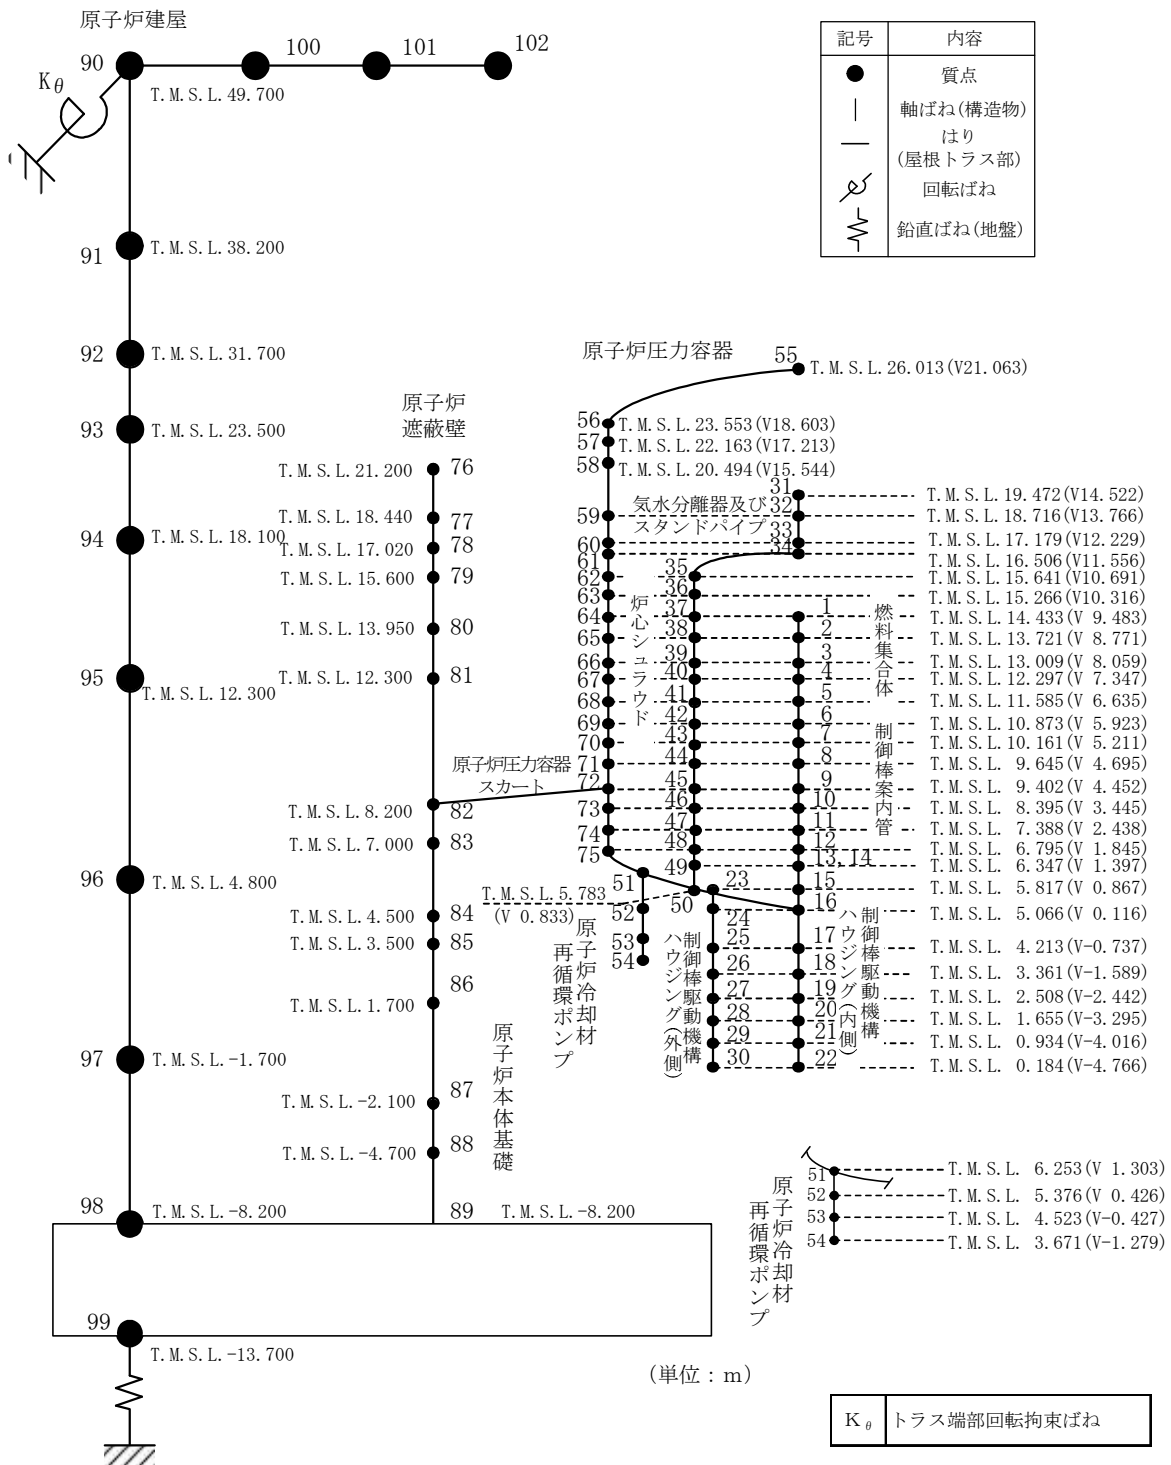 原子炉建屋
90
100
101
102
Kθ
T.M.S.L.49.700
記号 内容
質点
軸ばね(構造物)
はり
(屋根トラス部)
回転ばね
鉛直ばね(地盤)
91
T.M.S.L.38.200
92
T.M.S.L.31.700
93
T.M.S.L.23.500
94
T.M.S.L.18.100
95
T.M.S.L.12.300
96
T.M.S.L.4.800
97
T.M.S.L.-1.700
98
T.M.S.L.-8.200
99
T.M.S.L.-13.700
原子炉
遮蔽壁
T.M.S.L.21.200 76
T.M.S.L.18.440 77
T.M.S.L.17.020 78
T.M.S.L.15.600 79
T.M.S.L.13.950 80
T.M.S.L.12.300 81
原子炉圧力容器
スカート
T.M.S.L.8.200 82
T.M.S.L.7.000 83
T.M.S.L.4.500 84
T.M.S.L.3.500 85
T.M.S.L.1.700 86
T.M.S.L.-2.100 87
T.M.S.L.-4.700 88
89 T.M.S.L.-8.200
原子炉本体基礎
原子炉圧力容器
55
T.M.S.L.26.013(V21.063)
56 T.M.S.L.23.553(V18.603)
57 T.M.S.L.22.163(V17.213)
58 T.M.S.L.20.494(V15.544)
59
60
61
62
63
64
65
66
67
68
69
70
71
72
73
74
75
気水分離器及び
スタンドパイプ
31
32
33
34
炉心シュラウド
35
36
37
38
39
40
41
42
43
44
45
46
47
48
49
50
T.M.S.L.5.783
(V 0.833)
燃料集合体
制御棒案内管
1
2
3
4
5
6
7
8
9
10
11
12
13,14
15
16
17
18
19
20
21
22
制御棒駆動機構
ハウジング(内側)
23
24
25
26
27
28
29
30
制御棒駆動機構
ハウジング(外側)
51
52
53
54
原子炉冷却材
再循環ポンプ
T.M.S.L.19.472(V14.522)
T.M.S.L.18.716(V13.766)
T.M.S.L.17.179(V12.229)
T.M.S.L.16.506(V11.556)
T.M.S.L.15.641(V10.691)
T.M.S.L.15.266(V10.316)
T.M.S.L.14.433(V 9.483)
T.M.S.L.13.721(V 8.771)
T.M.S.L.13.009(V 8.059)
T.M.S.L.12.297(V 7.347)
T.M.S.L.11.585(V 6.635)
T.M.S.L.10.873(V 5.923)
T.M.S.L.10.161(V 5.211)
T.M.S.L. 9.645(V 4.695)
T.M.S.L. 9.402(V 4.452)
T.M.S.L. 8.395(V 3.445)
T.M.S.L. 7.388(V 2.438)
T.M.S.L. 6.795(V 1.845)
T.M.S.L. 6.347(V 1.397)
T.M.S.L. 5.817(V 0.867)
T.M.S.L. 5.066(V 0.116)
T.M.S.L. 4.213(V-0.737)
T.M.S.L. 3.361(V-1.589)
T.M.S.L. 2.508(V-2.442)
T.M.S.L. 1.655(V-3.295)
T.M.S.L. 0.934(V-4.016)
T.M.S.L. 0.184(V-4.766)
51 T.M.S.L. 6.253(V 1.303)
52 T.M.S.L. 5.376(V 0.426)
53 T.M.S.L. 4.523(V-0.427)
54 T.M.S.L. 3.671(V-1.279)
原子炉冷却材
再循環ポンプ
(単位:m)
Kθ トラス端部回転拘束ばね